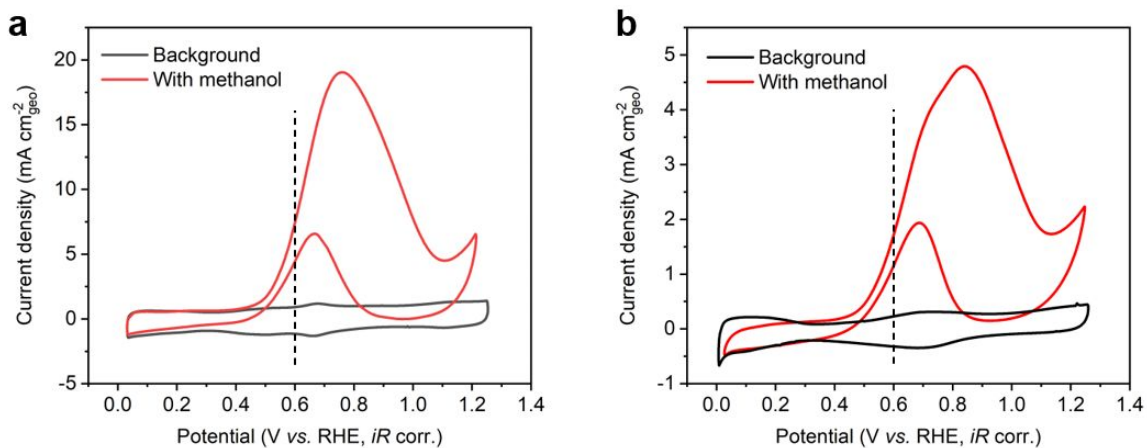 a
Background
With methanol
Current density (mA cm⁻²geo)
20
15
10
5
0
-5
0.0 0.2 0.4 0.6 0.8 1.0 1.2 1.4
Potential (V vs. RHE, iR corr.)
b
Background
With methanol
Current density (mA cm⁻²geo)
5
4
3
2
1
0
-1
0.0 0.2 0.4 0.6 0.8 1.0 1.2 1.4
Potential (V vs. RHE, iR corr.)